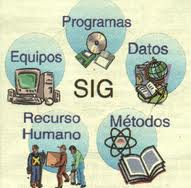 Programas
Equipos
Datos
SIG
Recurso
Humano
Métodos